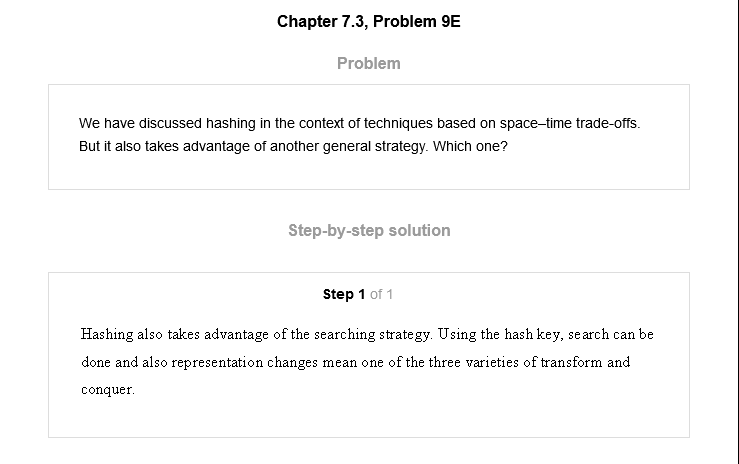 Chapter 7.3, Problem 9E
Problem
We have discussed hashing in the context of techniques based on space–time trade-offs.
But it also takes advantage of another general strategy. Which one?
Step-by-step solution
Step 1 of 1
Hashing also takes advantage of the searching strategy. Using the hash key, search can be
done and also representation changes mean one of the three varieties of transform and
conquer.